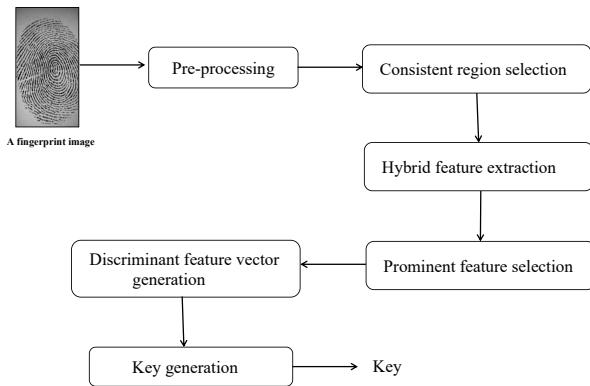 Pre-processing
Consistent region selection
A fingerprint image
Hybrid feature extraction
Prominent feature selection
Discriminant feature vector
generation
Key generation
Key